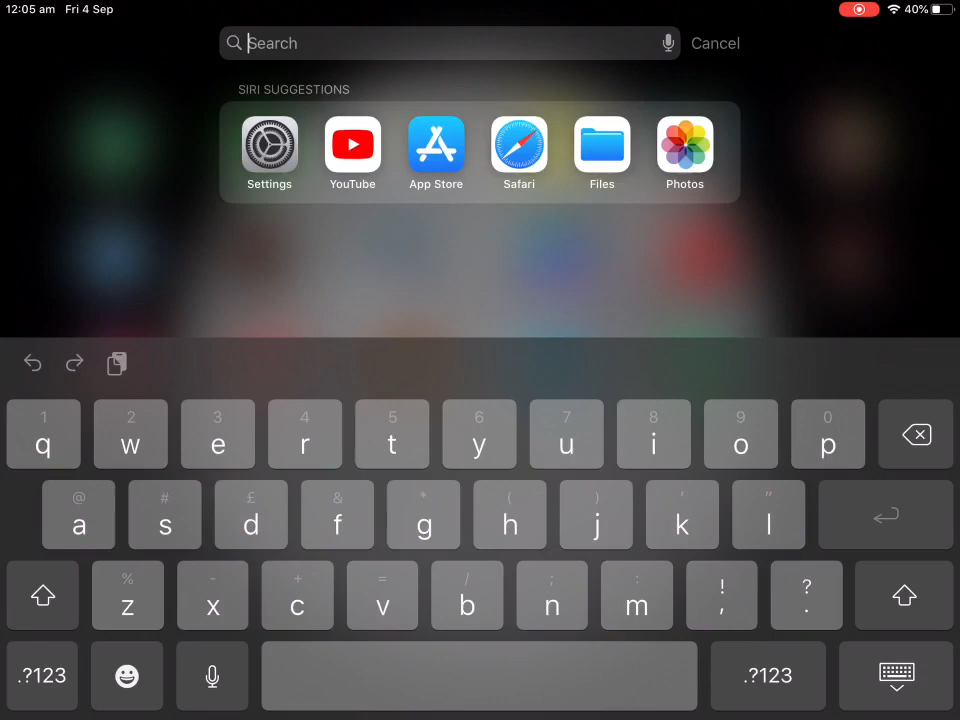 12:05 am Fri 4 Sep 40%
Search Cancel
SIRI SUGGESTIONS
Settings YouTube App Store Safari Files Photos
1 2 3 4 5 6 7 8 9 0
q w e r t y u i o p
@ # £ & * ( ) ' "
a s d f g h j k l
% - + = / ; : ! ?
z x c v b n m , .
.?123 .?123